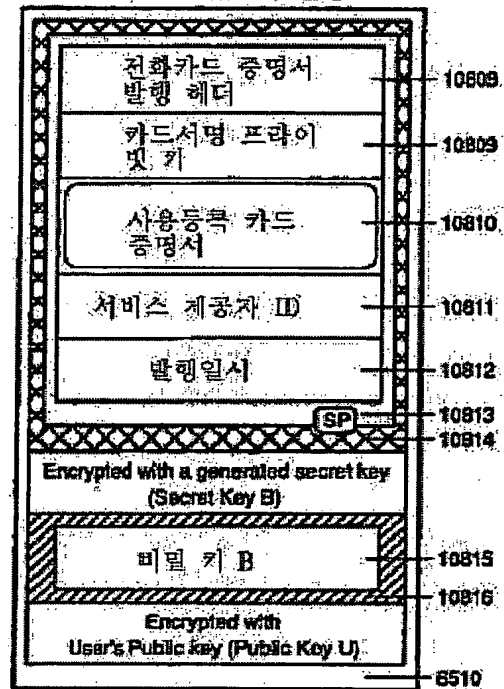 전화카드 증명서
발행 헤더
10809
카드서명 프라이
빗 키
10809
사용등록 카드
증명서
10810
서비스 제공자 ID
10811
발행일시
10812
SP
10813
10814
Encrypted with a generated secret key
(Secret Key B)
비밀 키 B
10815
10816
Encrypted with
User's Public key (Public Key U)
6510